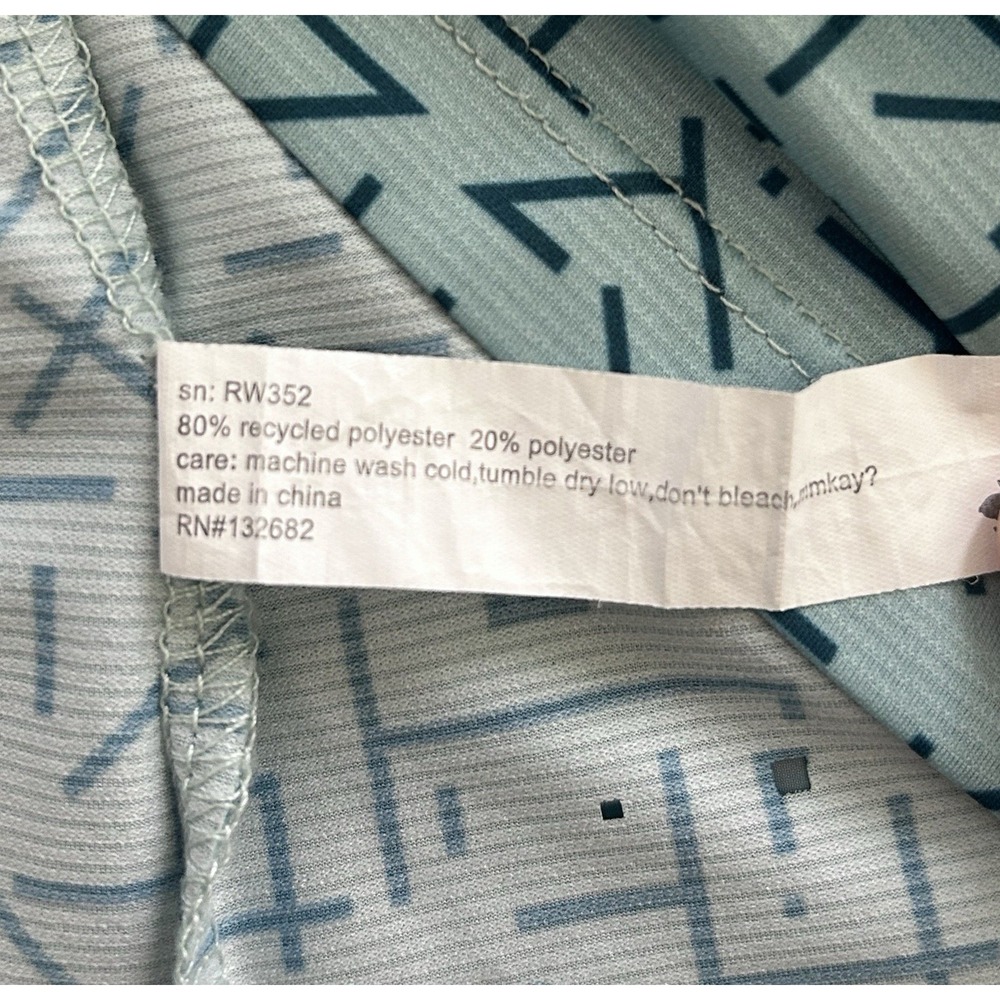 sn: RW352
80% recycled polyester 20% polyester
care: machine wash cold,tumble dry low,don't bleach,mmkay?
made in china
RN#132682